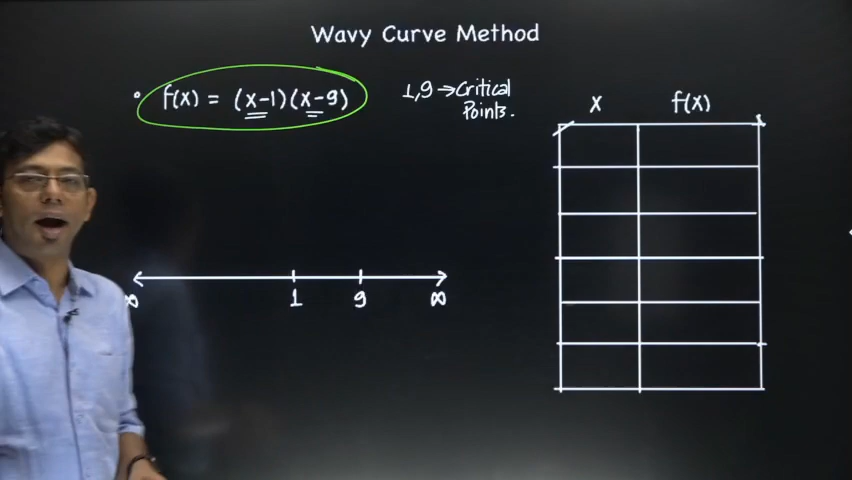 Wavy Curve Method
f(x) = (x-1)(x-9)
1,9 → Critical
Points.
x f(x)
∞ 1 9 ∞